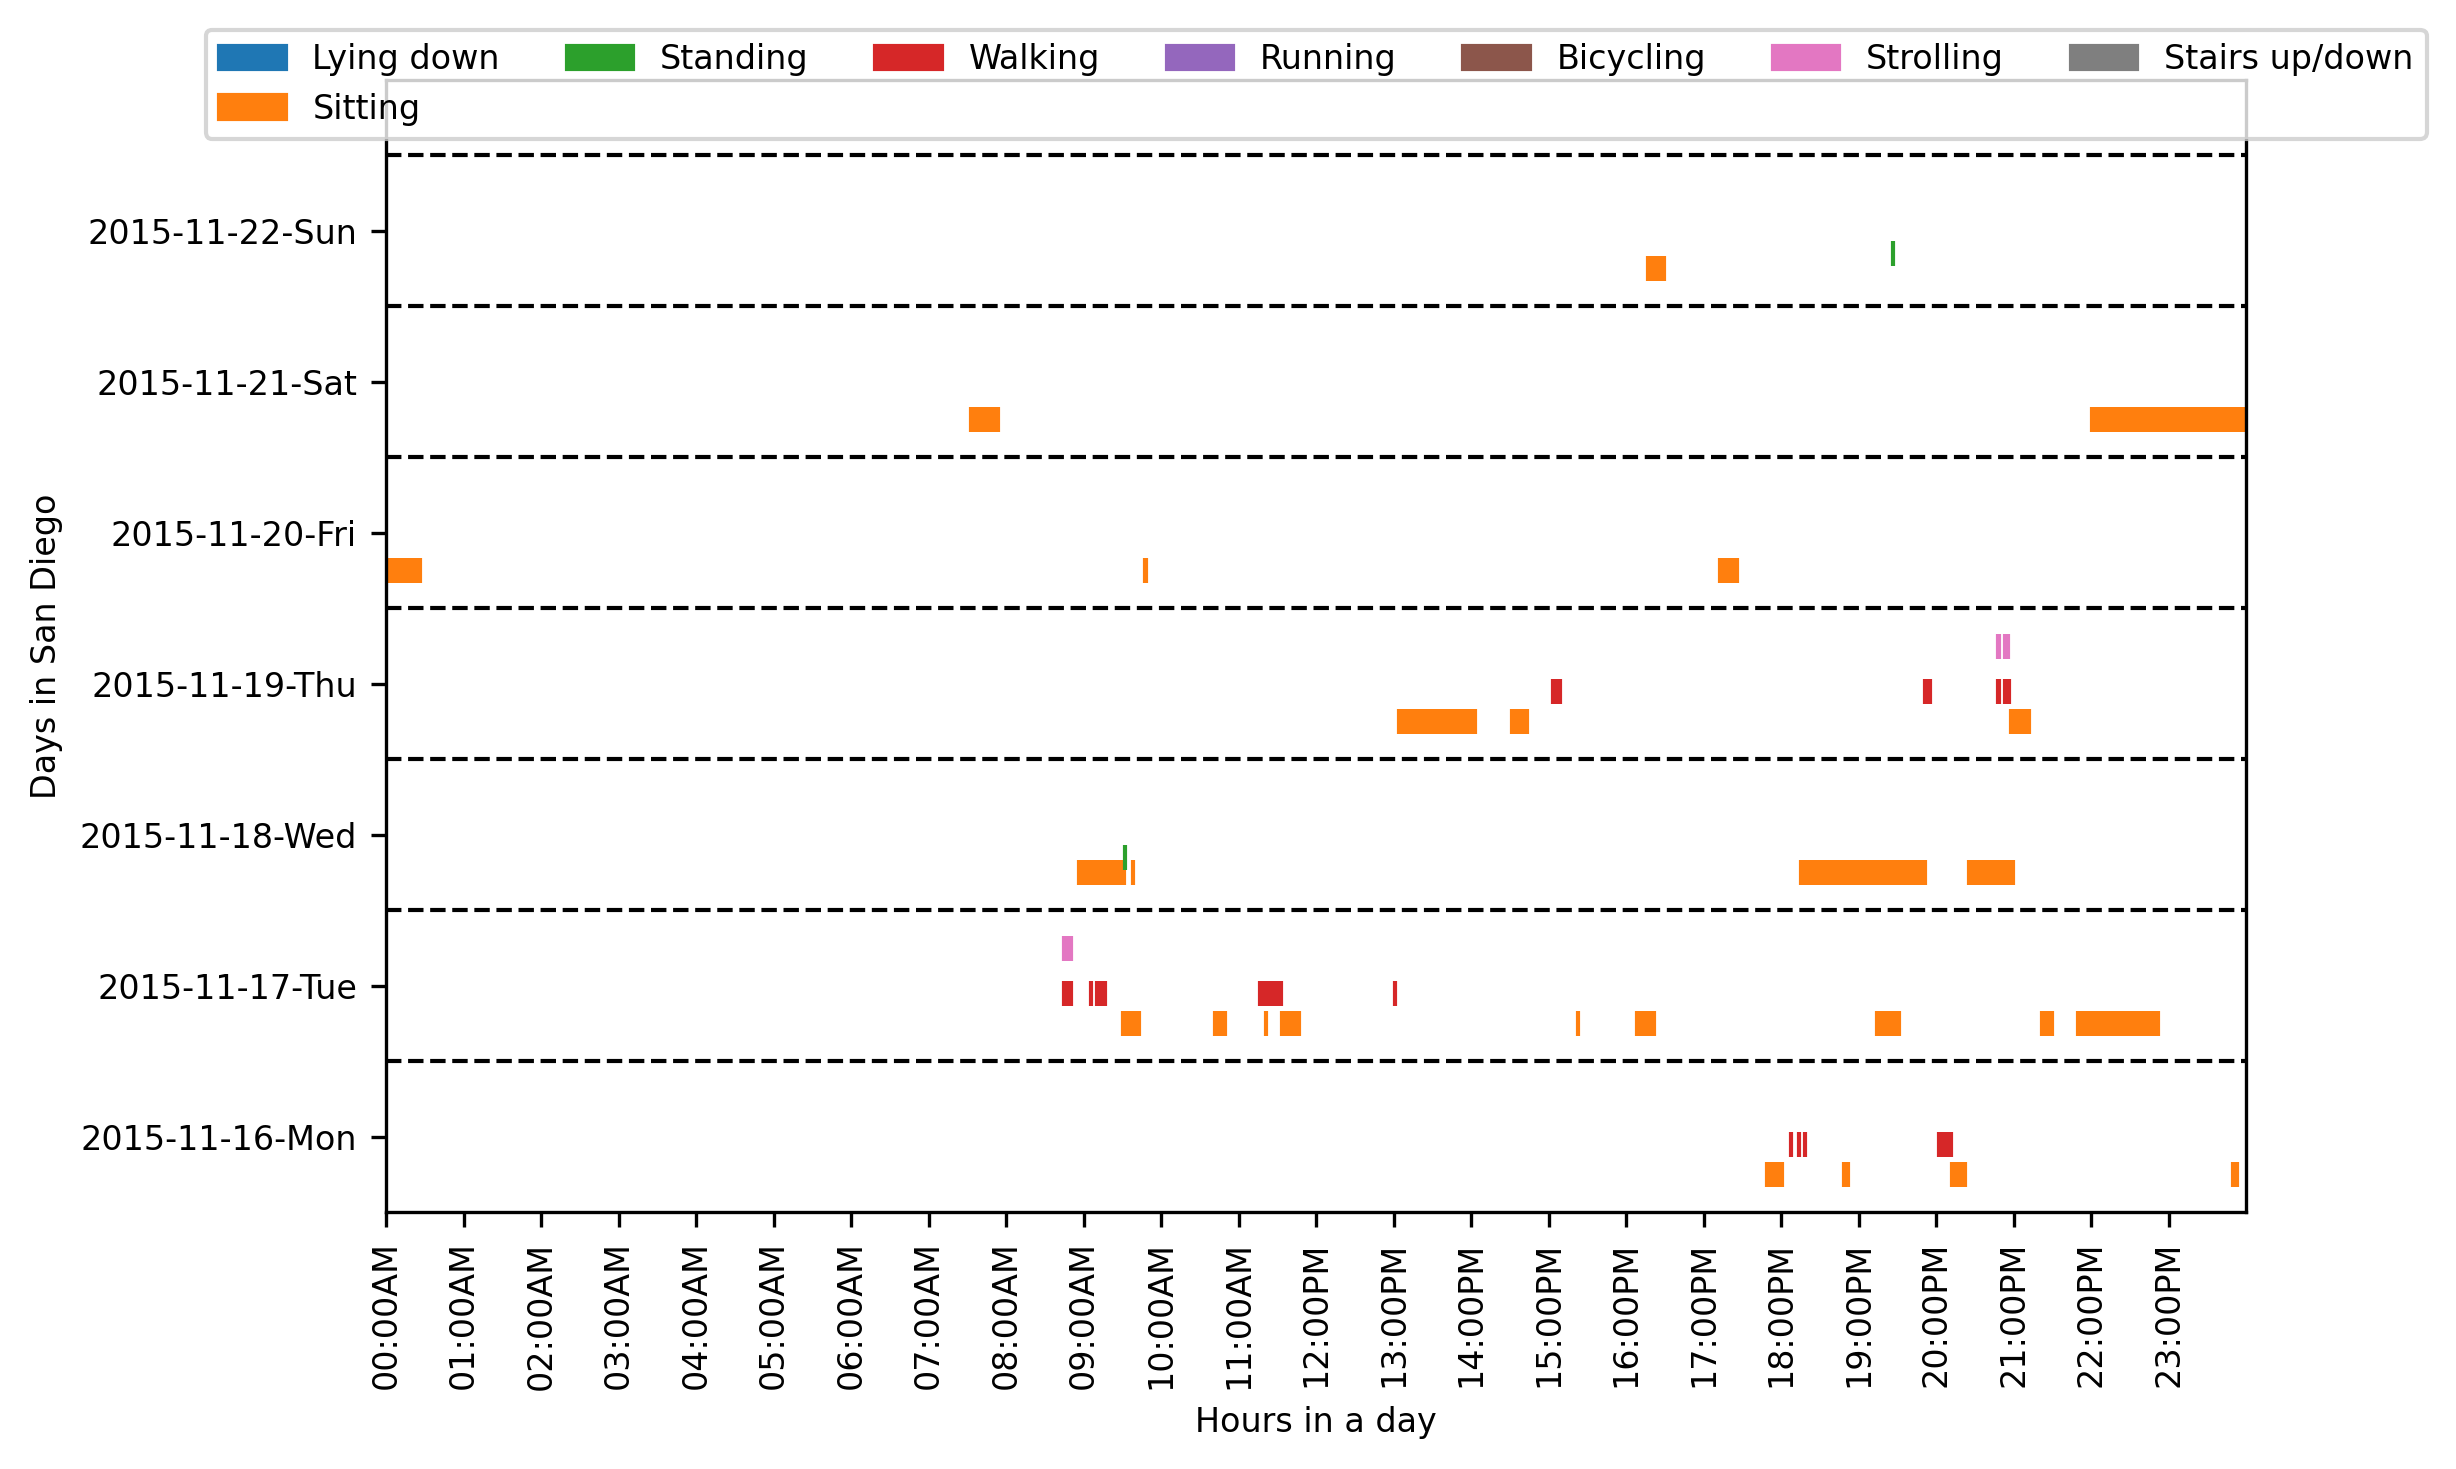 Lying down Standing Walking Running Bicycling Strolling Stairs up/down
Sitting
2015-11-22-Sun
2015-11-21-Sat
2015-11-20-Fri
2015-11-19-Thu
2015-11-18-Wed
2015-11-17-Tue
2015-11-16-Mon
Days in San Diego
00:00AM
01:00AM
02:00AM
03:00AM
04:00AM
05:00AM
06:00AM
07:00AM
08:00AM
09:00AM
10:00AM
11:00AM
12:00PM
13:00PM
14:00PM
15:00PM
16:00PM
17:00PM
18:00PM
19:00PM
20:00PM
21:00PM
22:00PM
23:00PM
Hours in a day